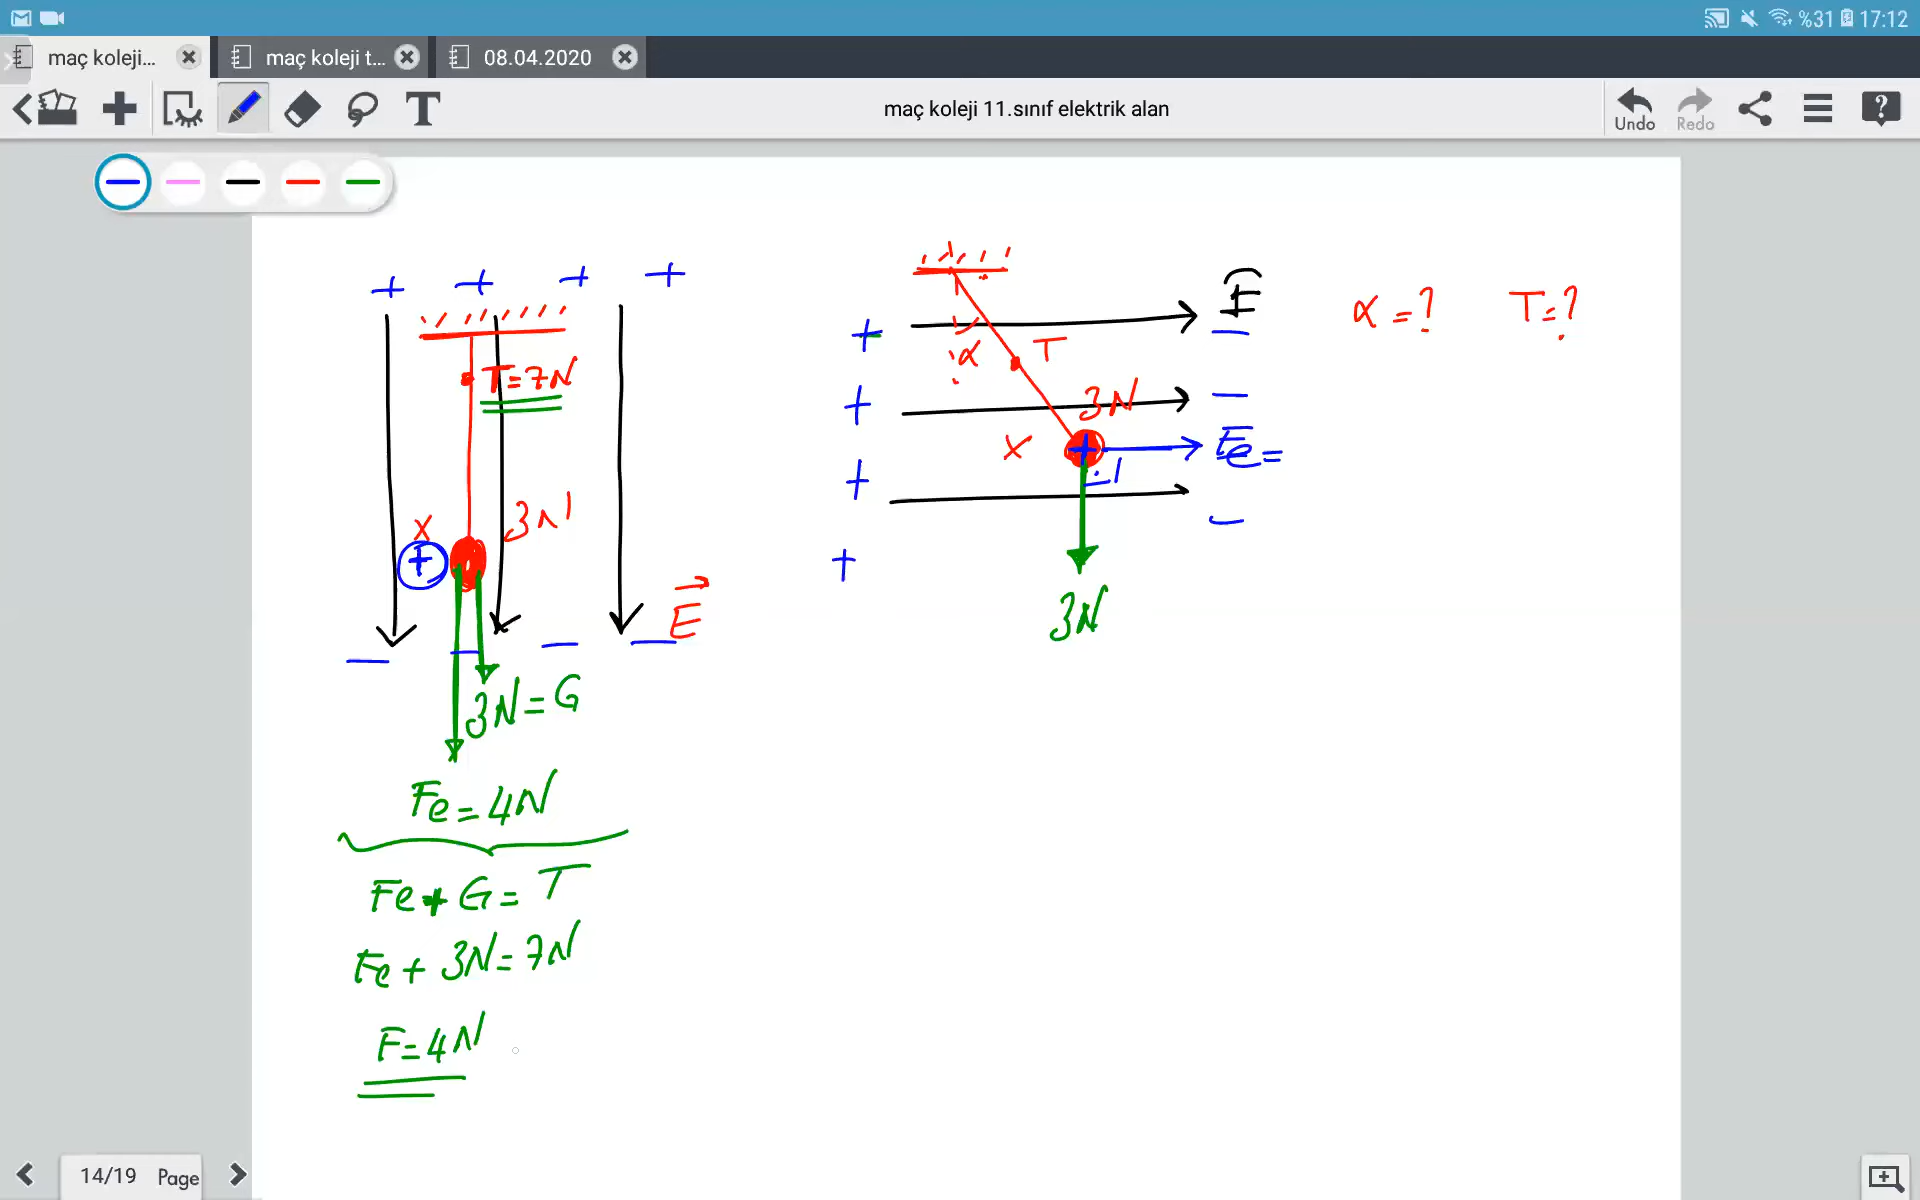 %31 17:12
maç koleji...
maç koleji t...
08.04.2020
T
maç koleji 11.sınıf elektrik alan
Undo
Redo
+ + + +
T=7N
X
+
3N
E
3N=G
Fe=4N
Fe+G=T
Fe+3N=7N
F=4N
E
α=?
T=?
+
α
T
+
3N
X
+
Fe=
+
+
3N
14/19 Page